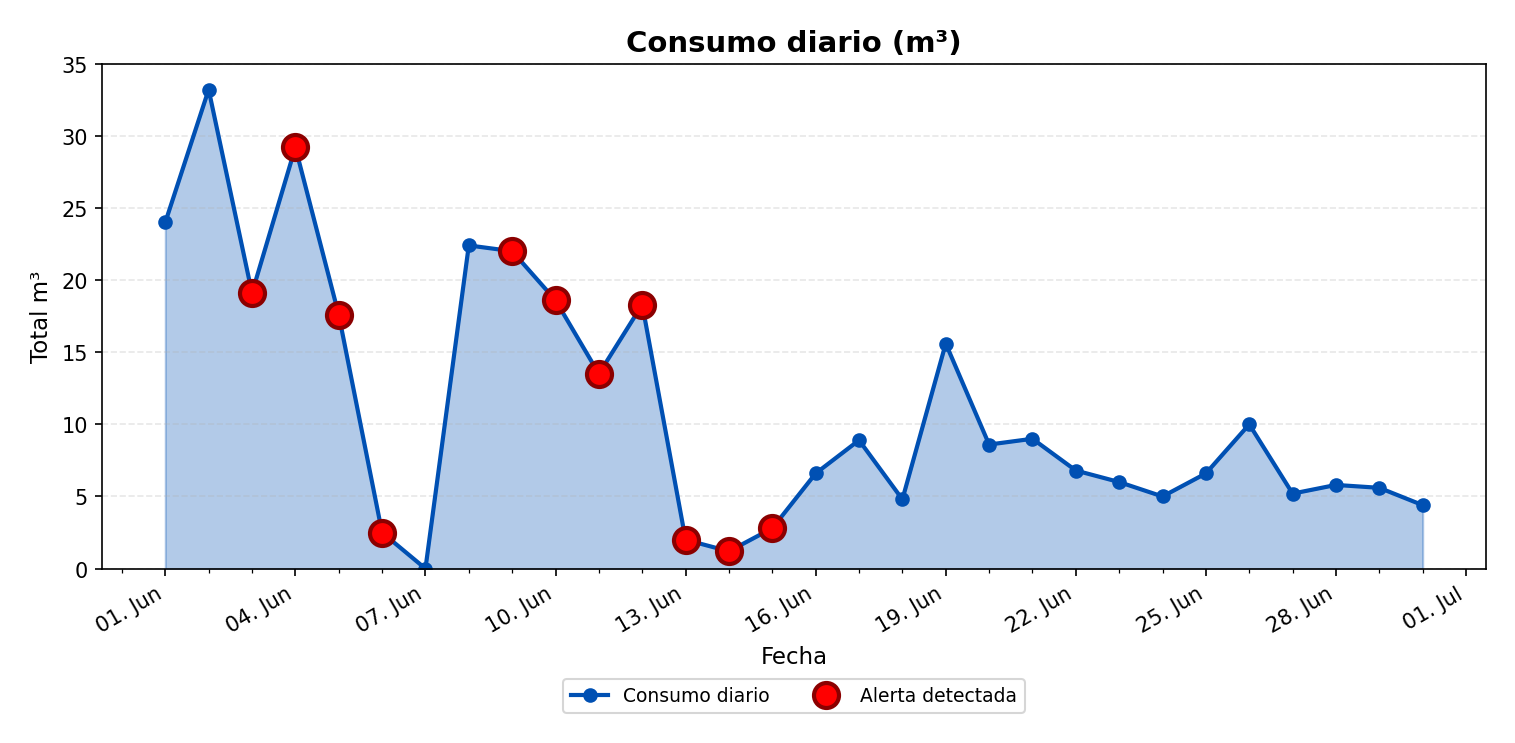 Consumo diario (m³)
35
30
25
20
15
10
5
0
Total m³
01. Jun
04. Jun
07. Jun
10. Jun
13. Jun
16. Jun
19. Jun
22. Jun
25. Jun
28. Jun
01. Jul
Fecha
Consumo diario
Alerta detectada